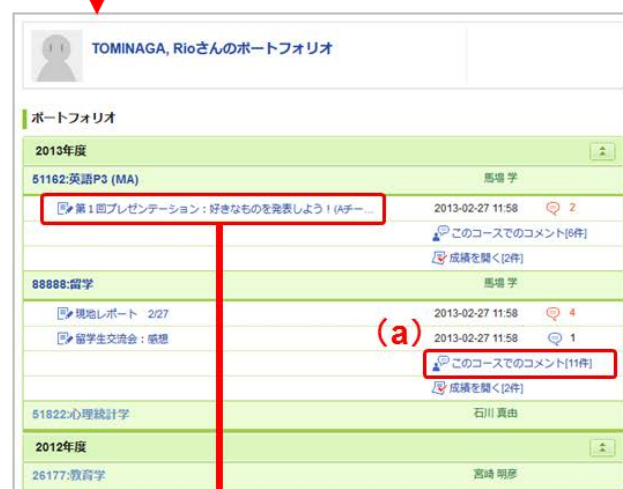 TOMINAGA, Rioさんのポートフォリオ
ポートフォリオ
2013年度
51162:英語P3 (MA) 馬場 学
第1回プレゼンテーション：好きなものを発表しよう！(Aチー... 2013-02-27 11:58 2
このコースでのコメント[6件]
成績を開く[2件]
88888:留学 馬場 学
現地レポート 2/27 2013-02-27 11:58 4
留学生交流会：感想 (a) 2013-02-27 11:58 1
このコースでのコメント[11件]
成績を開く[2件]
51822:心理統計学 石川 真由
2012年度
26177:教育学 宮崎 明彦